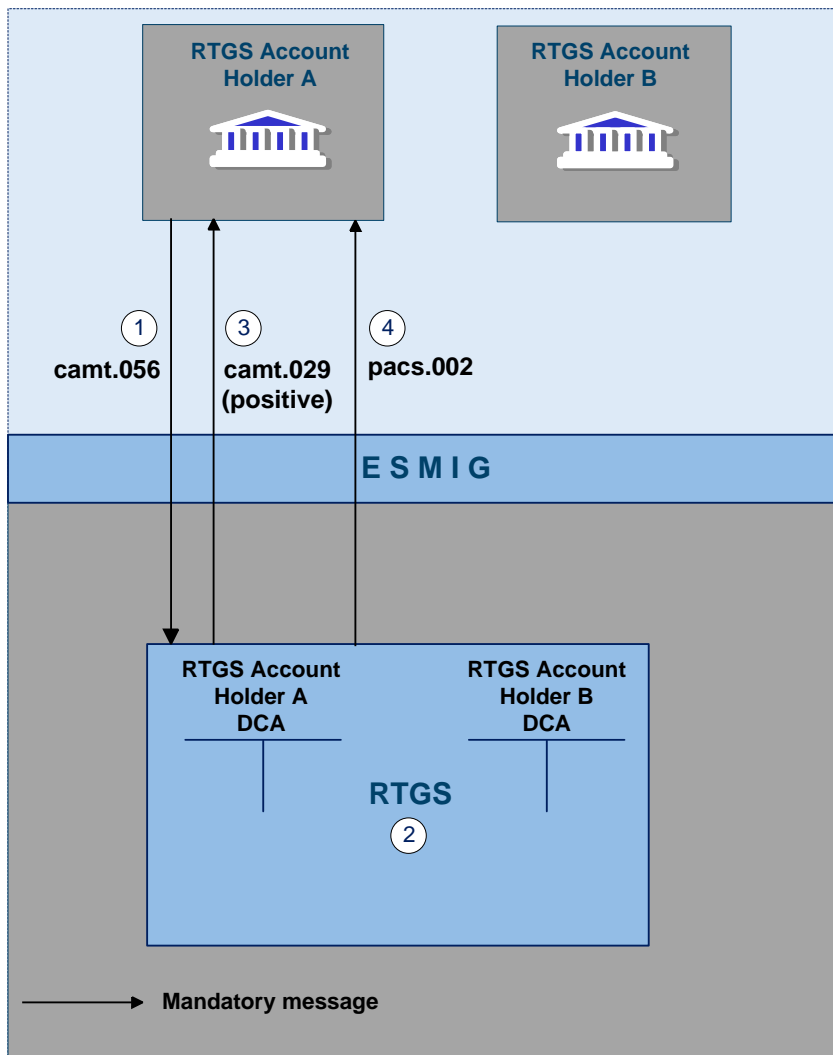 RTGS Account
Holder A
RTGS Account
Holder B
1
camt.056
3
camt.029
(positive)
4
pacs.002
E S M I G
RTGS Account
Holder A
DCA
RTGS Account
Holder B
DCA
RTGS
2
Mandatory message